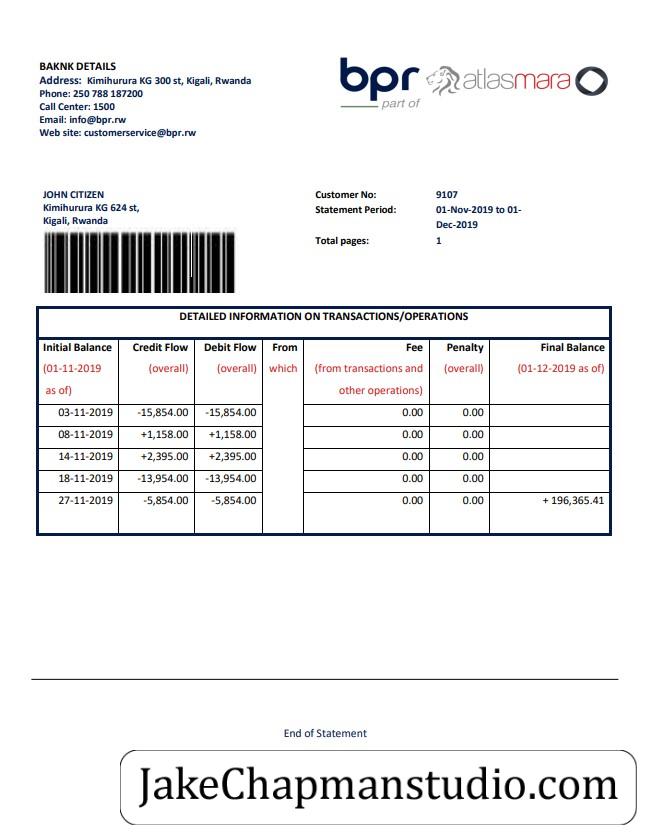 BAKNK DETAILS
Address: Kimihurura KG 300 st, Kigali, Rwanda
Phone: 250 788 187200
Call Center: 1500
Email: info@bpr.rw
Web site: customerservice@bpr.rw
bpr atlasmara
part of
JOHN CITIZEN
Kimihurura KG 624 st,
Kigali, Rwanda
Customer No: 9107
Statement Period: 01-Nov-2019 to 01-
Dec-2019
Total pages: 1
DETAILED INFORMATION ON TRANSACTIONS/OPERATIONS
Initial Balance Credit Flow Debit Flow From Fee Penalty Final Balance
(01-11-2019 (overall) (overall) which (from transactions and (overall) (01-12-2019 as of)
as of) other operations)
03-11-2019 -15,854.00 -15,854.00 0.00 0.00
08-11-2019 +1,158.00 +1,158.00 0.00 0.00
14-11-2019 +2,395.00 +2,395.00 0.00 0.00
18-11-2019 -13,954.00 -13,954.00 0.00 0.00
27-11-2019 -5,854.00 -5,854.00 0.00 0.00 + 196,365.41
End of Statement
JakeChapmanstudio.com